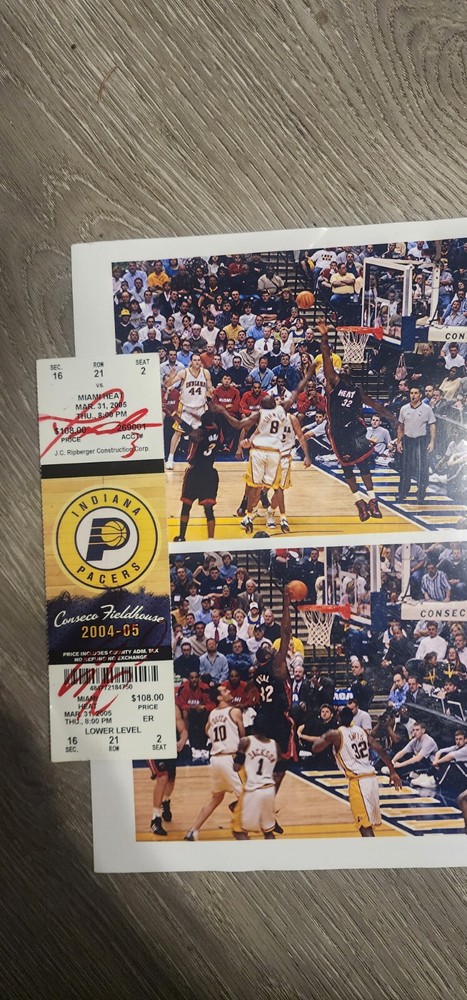 SEC. ROW SEAT
16 21 2
VS.
MIAMI HEAT
MAR. 31, 2005
THU., 8:00 PM
$108.00 269001
PRICE ACCT#
J.C. Ripberger Construction Corp.
INDIANA
P
PACERS
Conseco Fieldhouse
2004-05
PRICE INCLUDES COUNTY ADM. TAX
NO REFUND NO EXCHANGE
MIAMI $108.00
HEAT PRICE
MAR. 31, 2005
THU., 8:00 PM ER
LOWER LEVEL
16 21 2
SEC. ROW SEAT
CON
INDIANA
44
HEAT
32
8
3
CONSEC
32
10
JACKSON
1
32